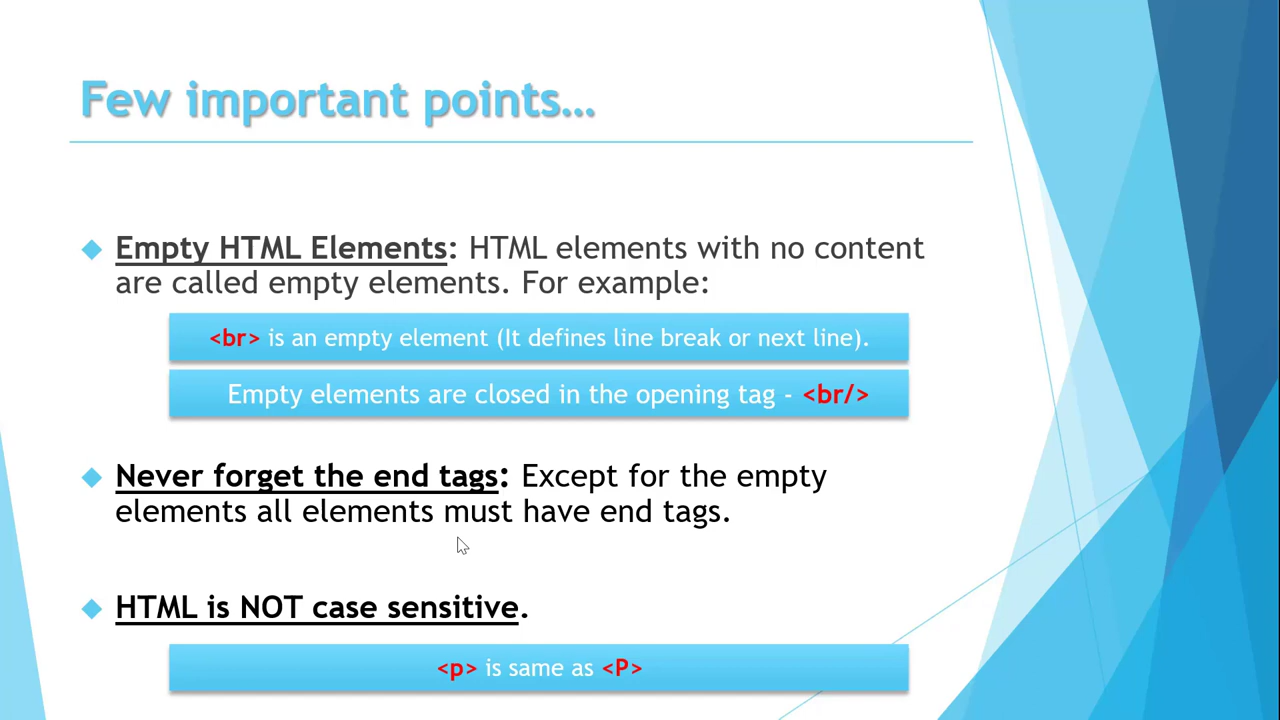 Few important points…
Empty HTML Elements: HTML elements with no content
are called empty elements. For example:
<br> is an empty element (It defines line break or next line).
Empty elements are closed in the opening tag - <br/>
Never forget the end tags: Except for the empty
elements all elements must have end tags.
HTML is NOT case sensitive.
<p> is same as <P>